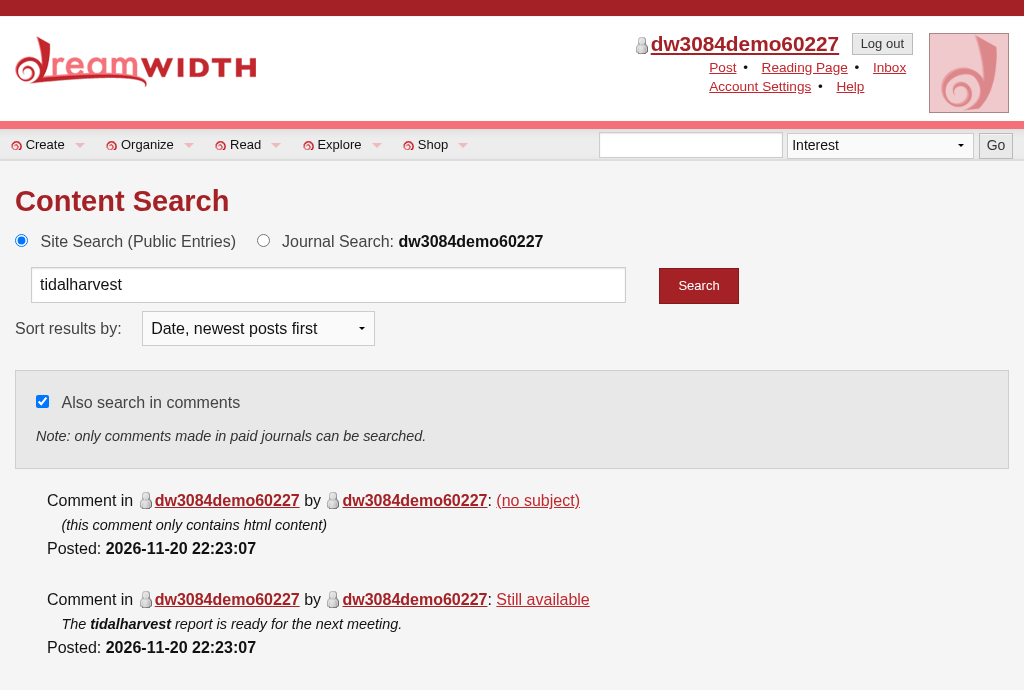 dreamwidth
dw3084demo60227 Log out
Post • Reading Page • Inbox
Account Settings • Help
Create Organize Read Explore Shop Interest Go
Content Search
Site Search (Public Entries) Journal Search: dw3084demo60227
tidalharvest Search
Sort results by: Date, newest posts first
Also search in comments
Note: only comments made in paid journals can be searched.
Comment in dw3084demo60227 by dw3084demo60227: (no subject)
(this comment only contains html content)
Posted: 2026-11-20 22:23:07
Comment in dw3084demo60227 by dw3084demo60227: Still available
The tidalharvest report is ready for the next meeting.
Posted: 2026-11-20 22:23:07